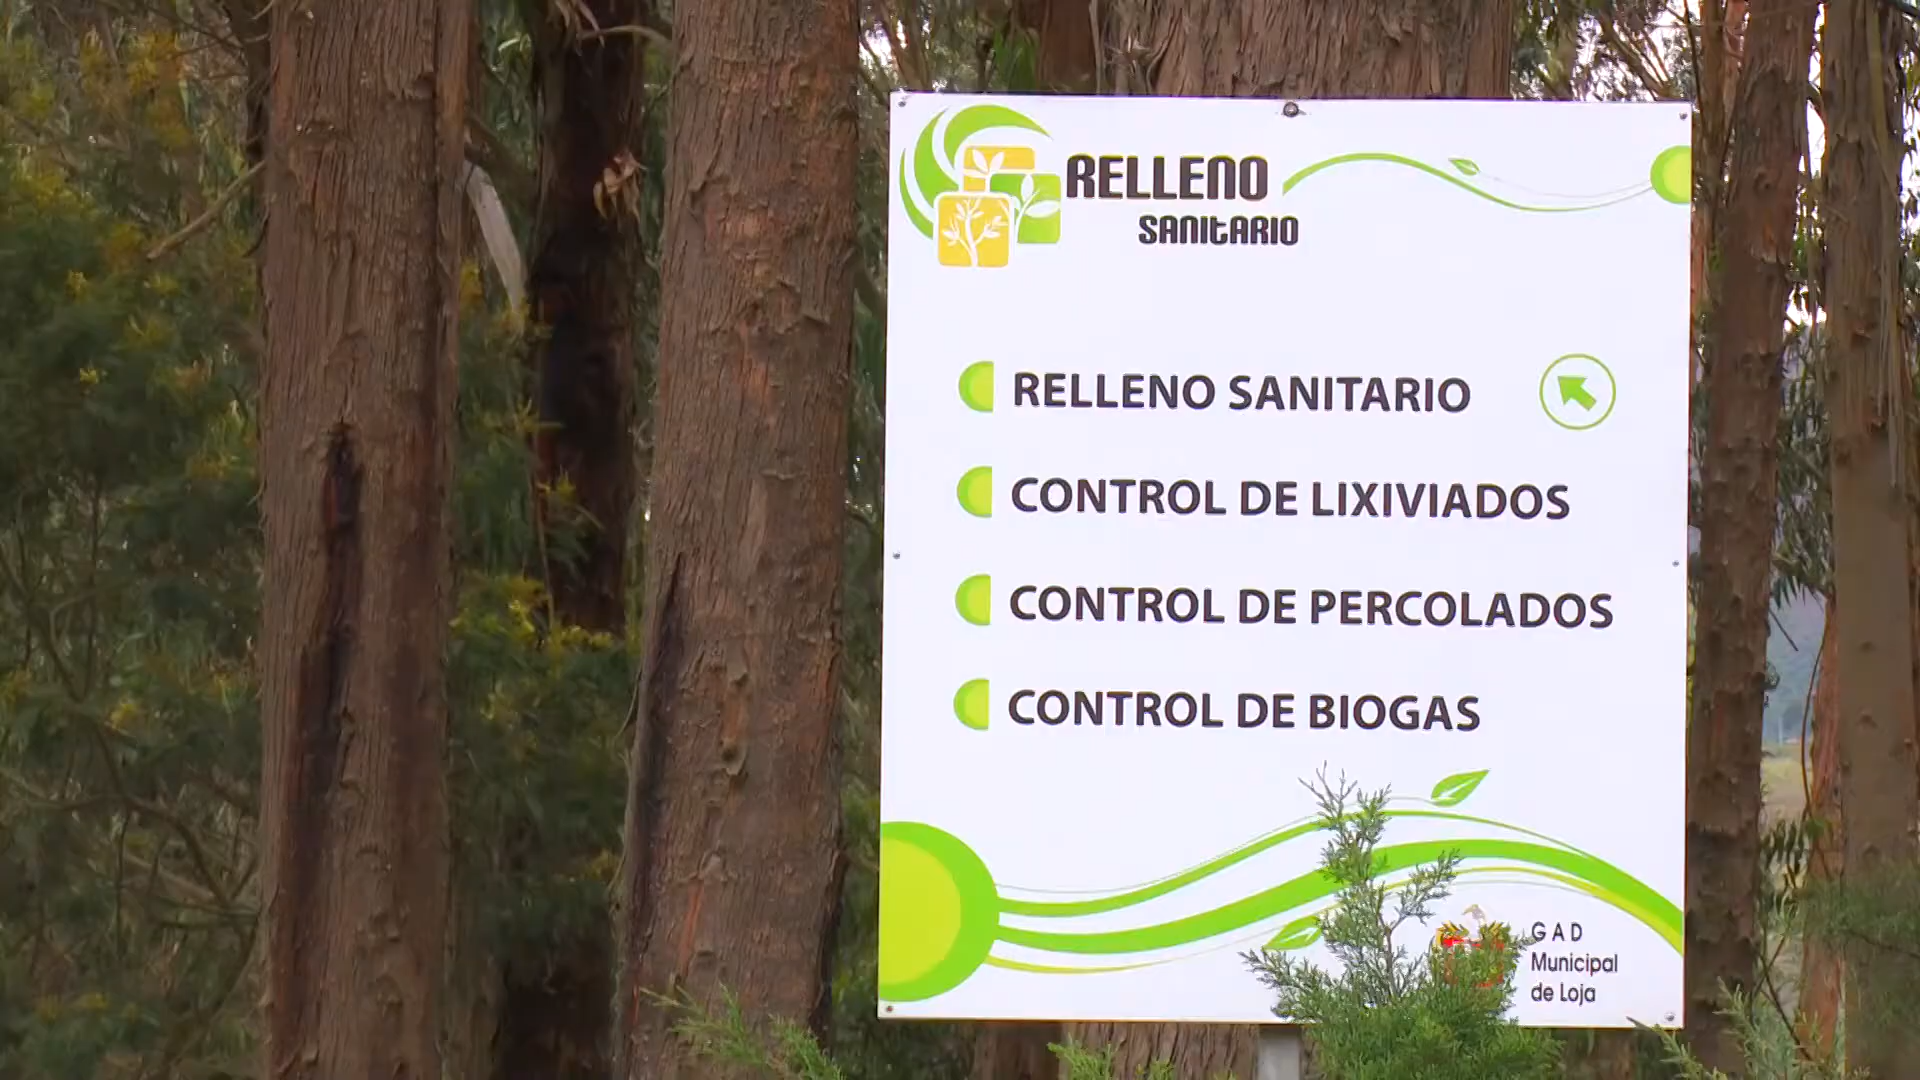 RELLENO
SANITARIO
RELLENO SANITARIO
CONTROL DE LIXIVIADOS
CONTROL DE PERCOLADOS
CONTROL DE BIOGAS
G A D
Municipal
de Loja